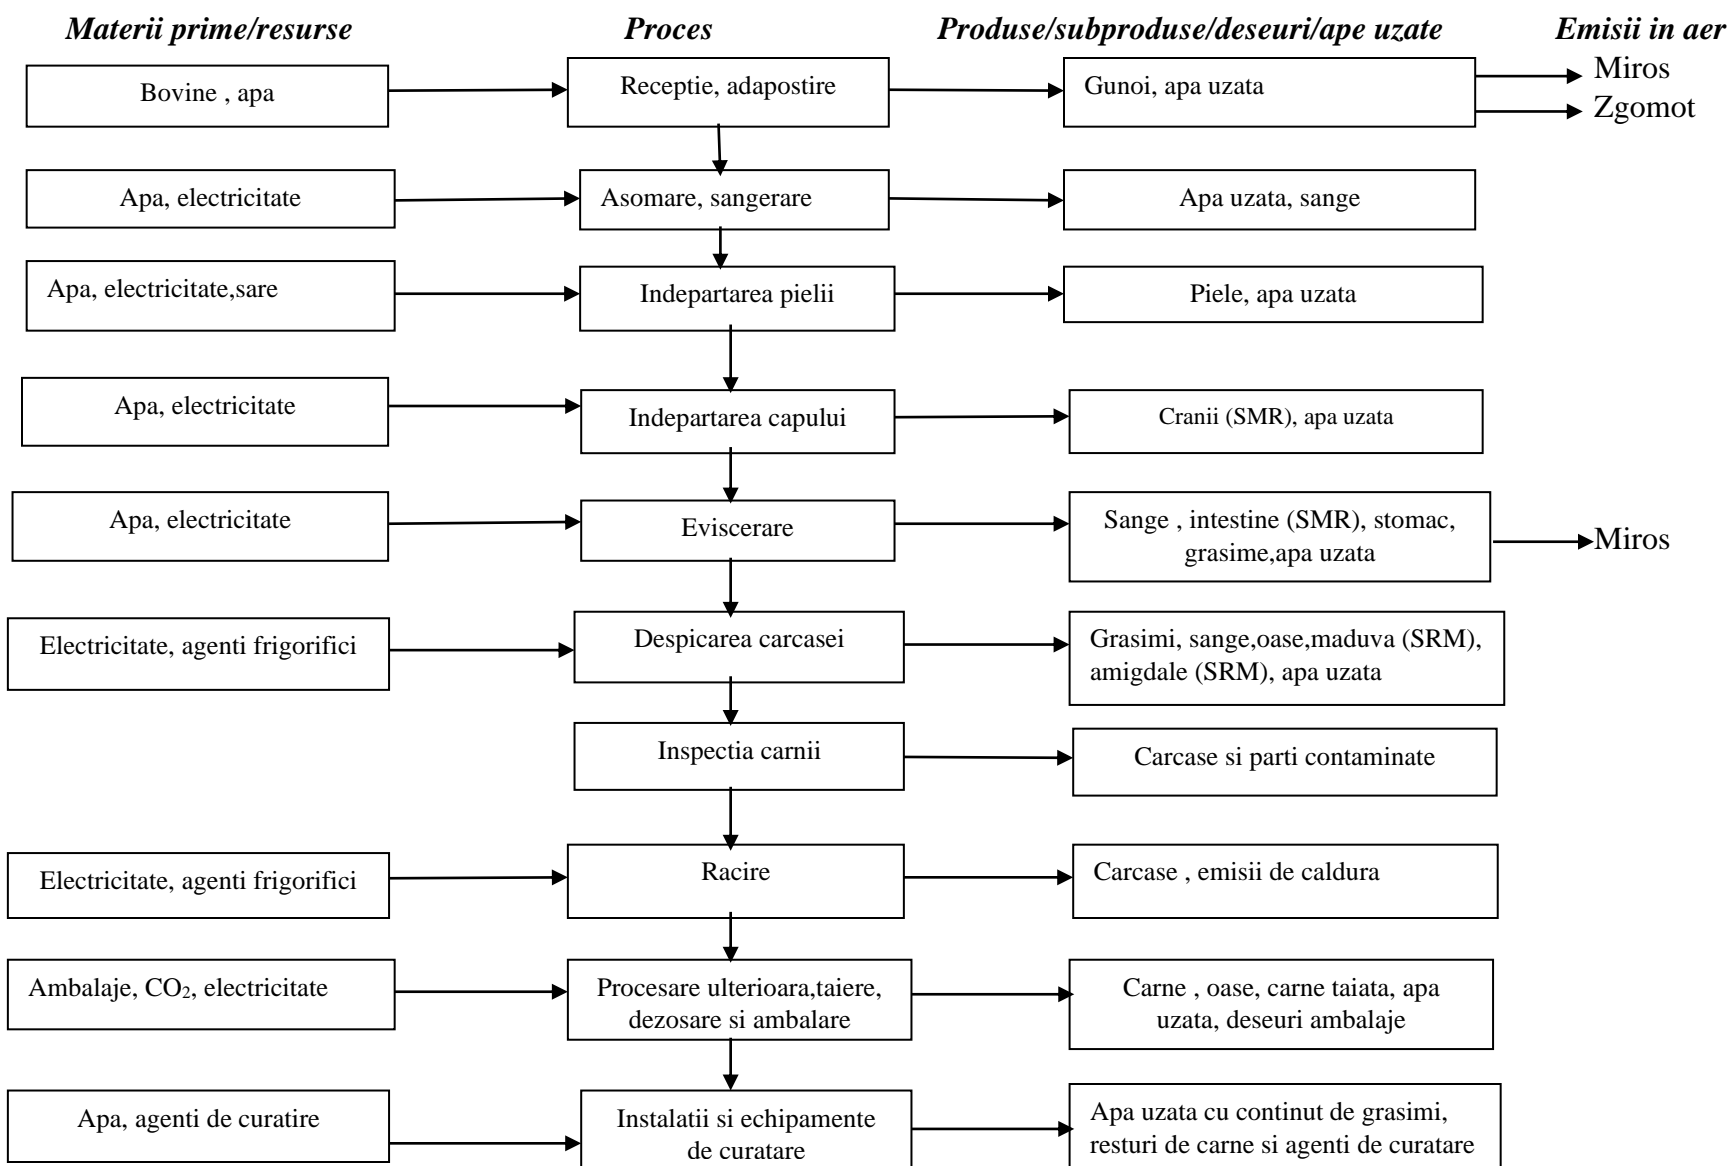 Materii prime/resurse
Proces
Produse/subproduse/deseuri/ape uzate
Emisii in aer
Bovine , apa
Receptie, adapostire
Gunoi, apa uzata
Miros
Zgomot
Apa, electricitate
Asomare, sangerare
Apa uzata, sange
Apa, electricitate,sare
Indepartarea pielii
Piele, apa uzata
Apa, electricitate
Indepartarea capului
Cranii (SMR), apa uzata
Apa, electricitate
Eviscerare
Sange , intestine (SMR), stomac,
grasime,apa uzata
Miros
Electricitate, agenti frigorifici
Despicarea carcasei
Grasimi, sange,oase,maduva (SRM),
amigdale (SRM), apa uzata
Inspectia carnii
Carcase si parti contaminate
Electricitate, agenti frigorifici
Racire
Carcase , emisii de caldura
Ambalaje, CO₂, electricitate
Procesare ulterioara,taiere,
dezosare si ambalare
Carne , oase, carne taiata, apa
uzata, deseuri ambalaje
Apa, agenti de curatire
Instalatii si echipamente
de curatare
Apa uzata cu continut de grasimi,
resturi de carne si agenti de curatare